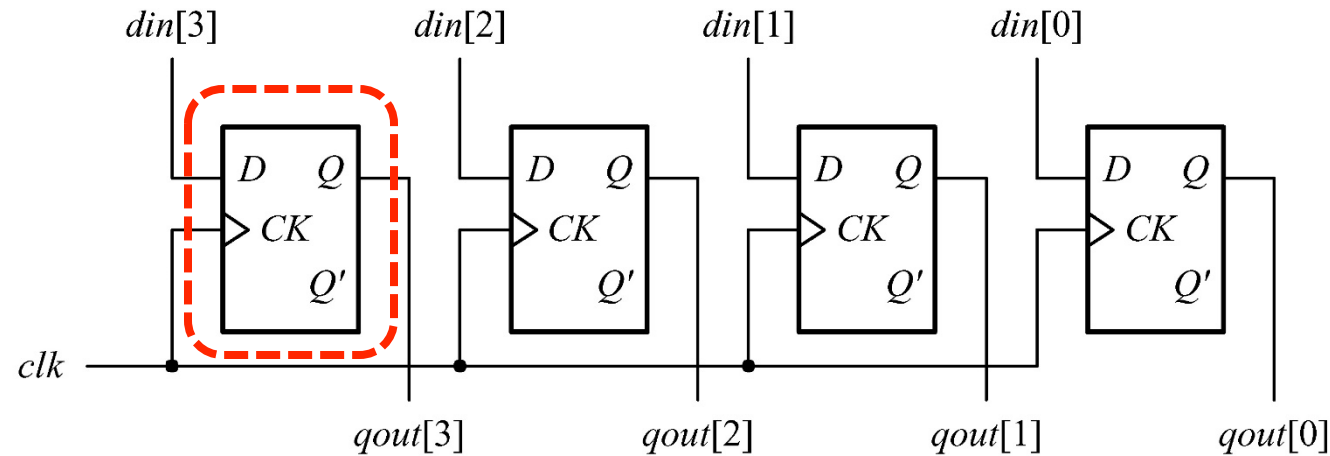 din[3] din[2] din[1] din[0]
D Q D Q D Q D Q
CK CK CK CK
Q' Q' Q' Q'
clk
qout[3] qout[2] qout[1] qout[0]